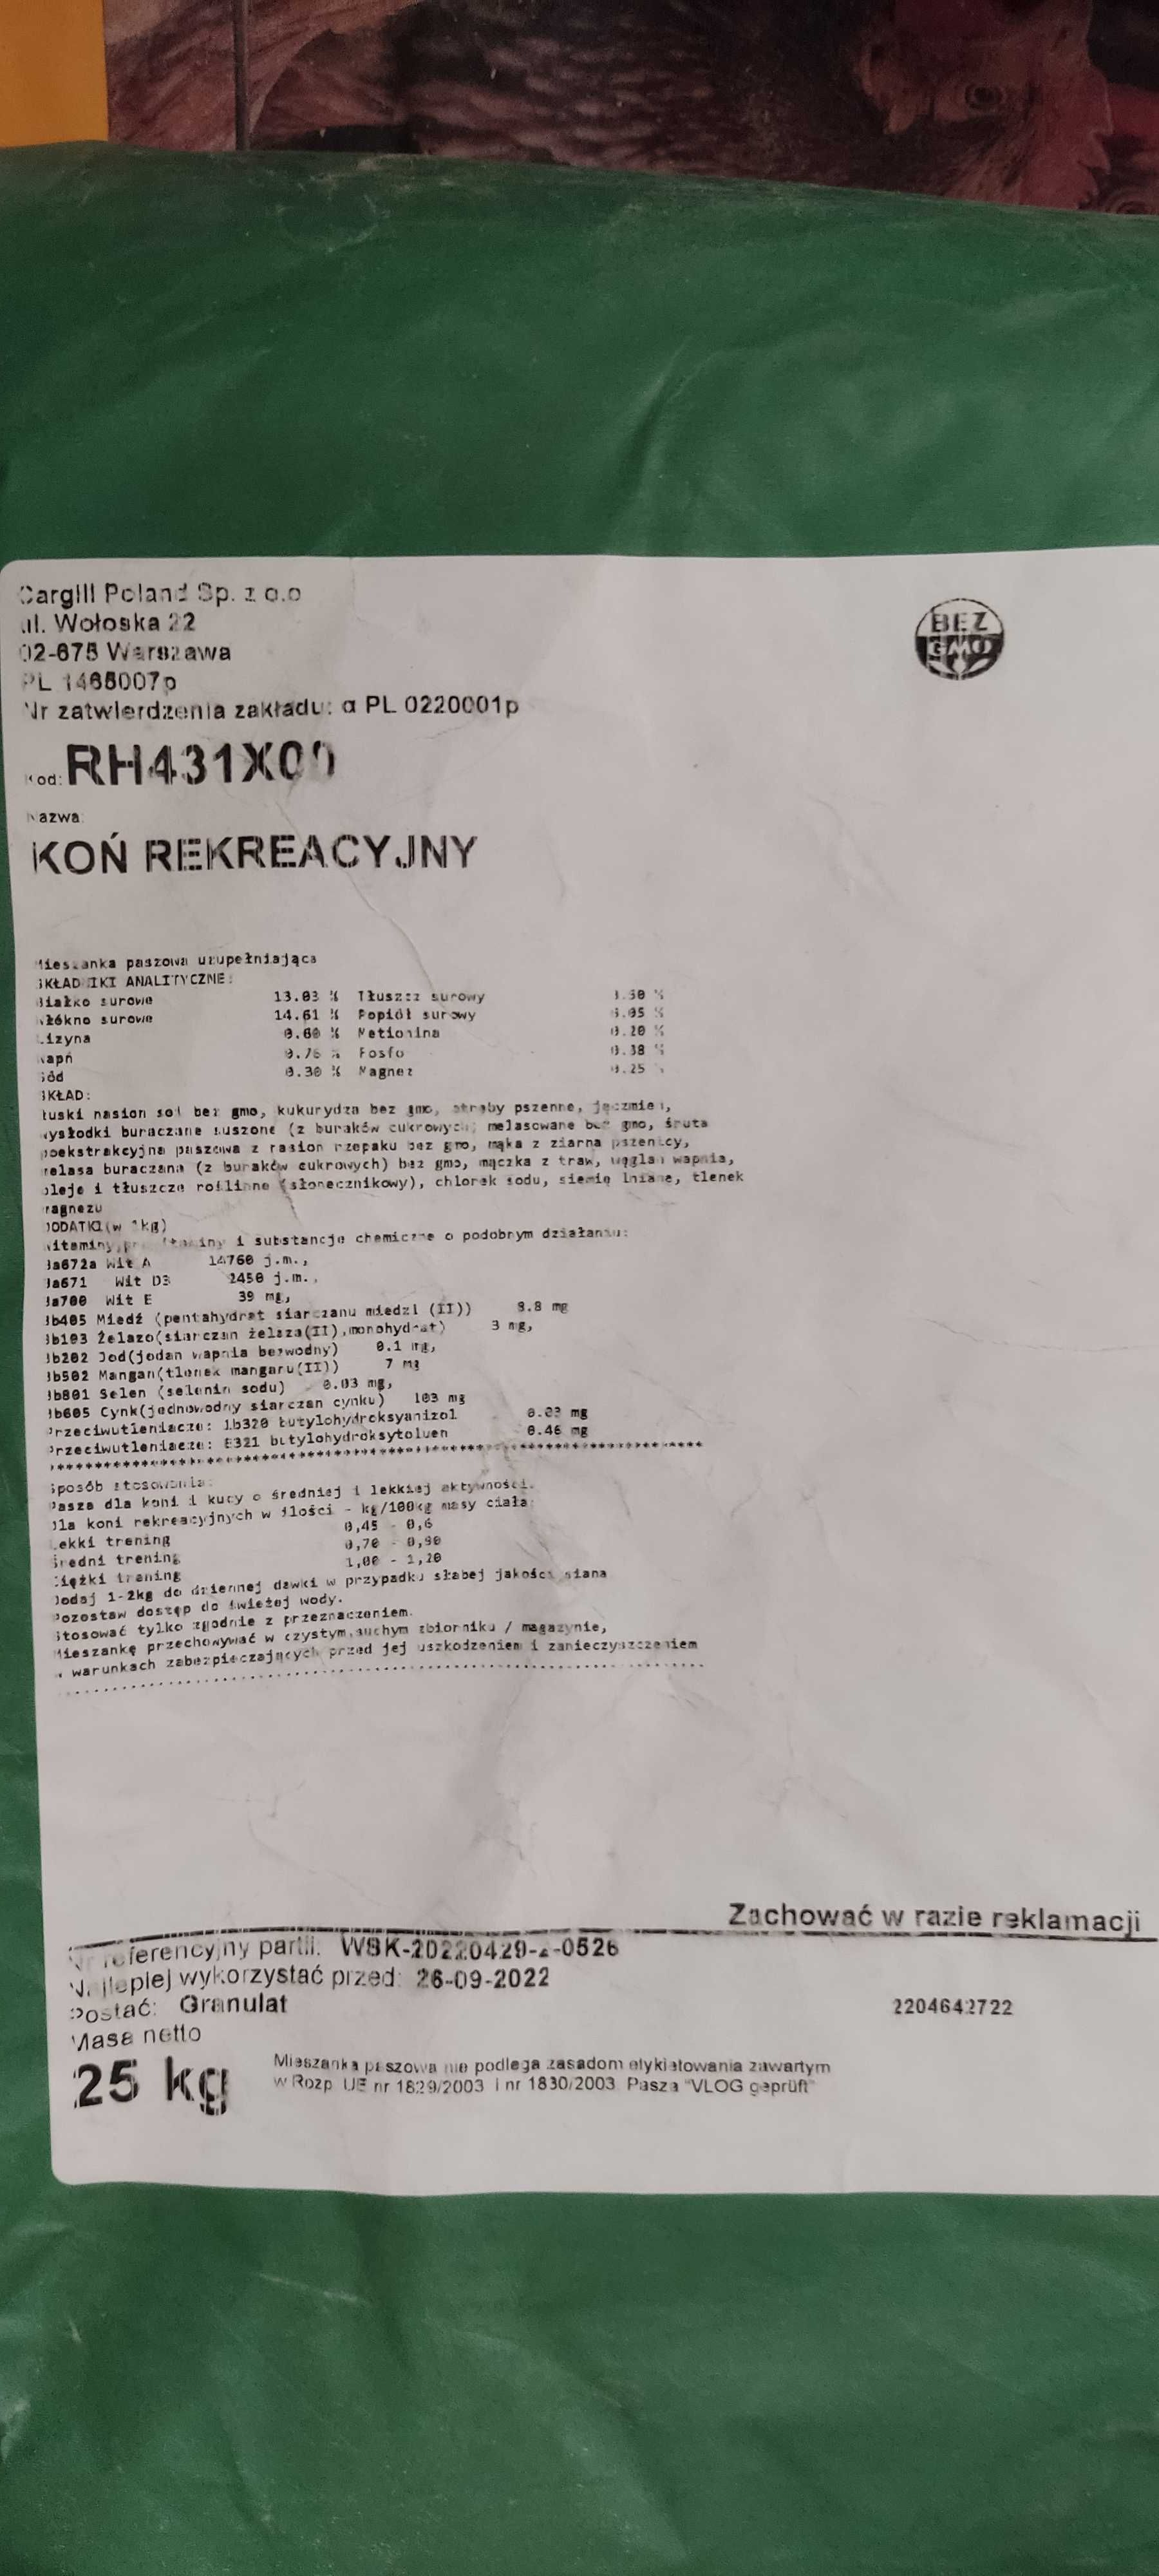 Cargill Poland Sp. z o.o
ul. Wołoska 22
02-675 Warszawa
PL 1465007p
Nr zatwierdzenia zakładu: α PL 0220001p
BEZ
GMO
Kod: RH431X00
Nazwa:
KOŃ REKREACYJNY
Mieszanka paszowa uzupełniająca
SKŁADNIKI ANALITYCZNE:
Białko surowe 13.03 % Tłuszcz surowy 3.50 %
Włókno surowe 14.61 % Popiół surowy %
Lizyna 0.60 % Metionina 0.20 %
Wapń 0.76 % Fosfo 0.38 %
Sód 0.30 % Magnez 0.25 %
SKŁAD:
łuski nasion soi bez gmo, kukurydza bez gmo, otręby pszenne, jęczmień,
wysłodki buraczane suszone (z buraków cukrowych) melasowane bez gmo, śruta
poekstrakcyjna paszowa z nasion rzepaku bez gmo, mąka z ziarna pszenicy,
melasa buraczana (z buraków cukrowych) bez gmo, mączka z traw, węglan wapnia,
oleje i tłuszcze roślinne (słonecznikowy), chlorek sodu, siemię lniane, tlenek
magnezu
DODATKI(w 1kg)
Witaminy, prowitaminy i substancje chemiczne o podobnym działaniu:
3a672a Wit A 14760 j.m.,
3a671 Wit D3 2450 j.m.,
3a700 Wit E 39 mg,
3b405 Miedź (pentahydrat siarczanu miedzi (II)) 8.8 mg
3b103 Żelazo(siarczan żelaza(II),monohydrat) 3 mg,
3b202 Jod(jodan wapnia bezwodny) 0.1 mg,
3b502 Mangan(tlenek manganu(II)) 7 mg
3b801 Selen (selenin sodu) 0.03 mg,
3b605 Cynk(jednowodny siarczan cynku) 103 mg
Przeciwutleniacze: 1b320 butylohydroksyanizol 0.03 mg
Przeciwutleniacze: E321 butylohydroksytoluen 0.46 mg
Sposób stosowania:
Pasza dla koni i kucy o średniej i lekkiej aktywności.
Dla koni rekreacyjnych w ilości - kg/100kg masy ciała:
Lekki trening 0,45 - 0,6
Średni trening 0,70 - 0,90
Ciężki trening 1,00 - 1,20
Dodaj 1-2kg do dziennej dawki w przypadku słabej jakości siana
Pozostaw dostęp do świeżej wody.
Stosować tylko zgodnie z przeznaczeniem.
Mieszankę przechowywać w czystym,suchym zbiorniku / magazynie,
w warunkach zabezpieczających przed jej uszkodzeniem i zanieczyszczeniem
Zachować w razie reklamacji
Nr referencyjny partii: WSK-20220429-2-0526
Najlepiej wykorzystać przed: 26-09-2022
Postać: Granulat
2204642722
Masa netto
25 kg
Mieszanka paszowa nie podlega zasadom etykietowania zawartym
w Rozp. UE nr 1829/2003 i nr 1830/2003. Pasza "VLOG geprüft"